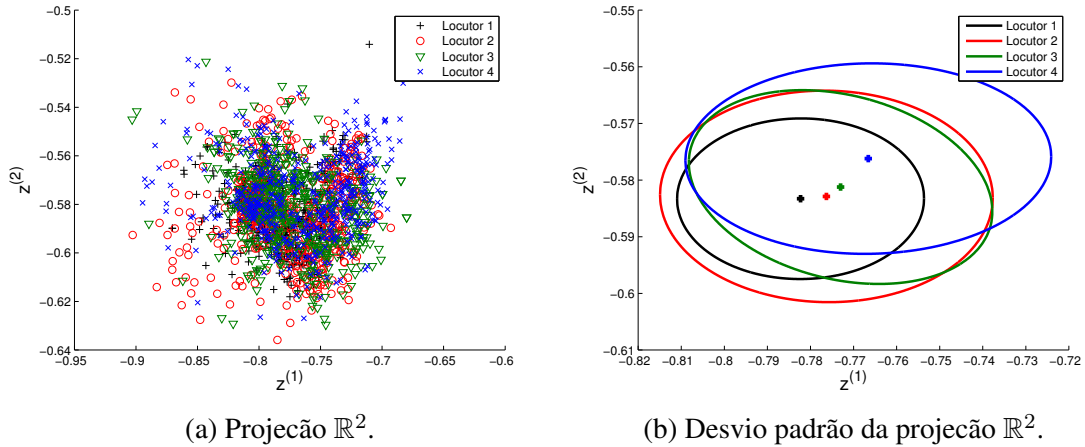 −0.5
−0.52
−0.54
−0.56
−0.58
−0.6
−0.62
−0.64
z(2)
−0.95
−0.9
−0.85
−0.8
−0.75
−0.7
−0.65
−0.6
z(1)
Locutor 1
Locutor 2
Locutor 3
Locutor 4
(a) Projecão ℝ².
−0.55
−0.56
−0.57
−0.58
−0.59
−0.6
−0.61
z(2)
−0.82
−0.81
−0.8
−0.79
−0.78
−0.77
−0.76
−0.75
−0.74
−0.73
−0.72
z(1)
Locutor 1
Locutor 2
Locutor 3
Locutor 4
(b) Desvio padrão da projecão ℝ².